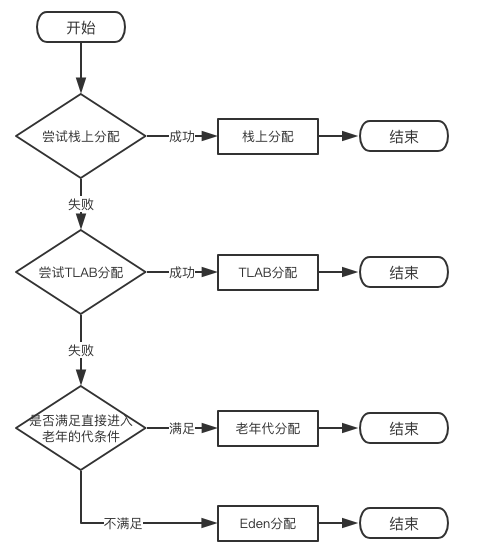 开始
尝试栈上分配
成功
栈上分配
结束
失败
尝试TLAB分配
成功
TLAB分配
结束
失败
是否满足直接进入
老年的代条件
满足
老年代分配
结束
不满足
Eden分配
结束